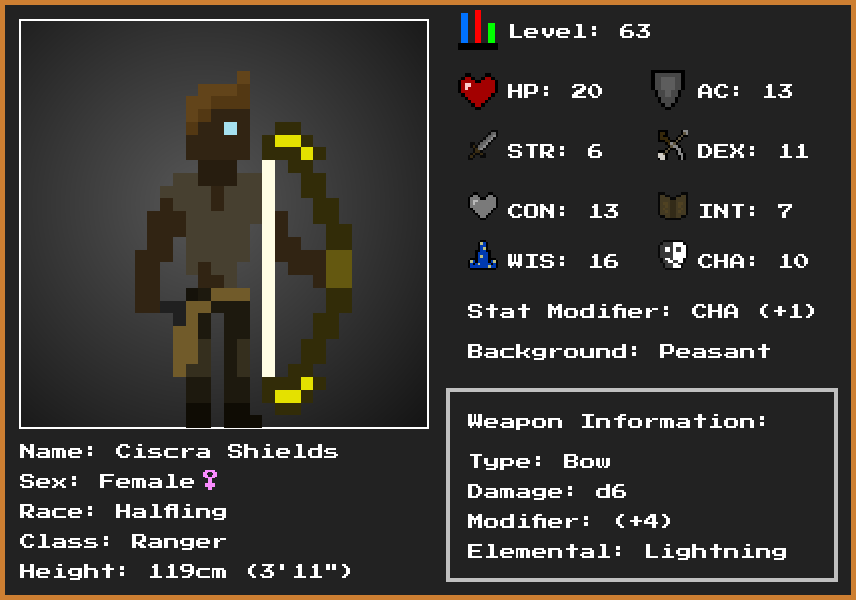 Level: 63
HP: 20 AC: 13
STR: 6 DEX: 11
CON: 13 INT: 7
WIS: 16 CHA: 10
Stat Modifier: CHA (+1)
Background: Peasant
Weapon Information:
Type: Bow
Damage: d6
Modifier: (+4)
Elemental: Lightning
Name: Ciscra Shields
Sex: Female♀
Race: Halfling
Class: Ranger
Height: 119cm (3'11")